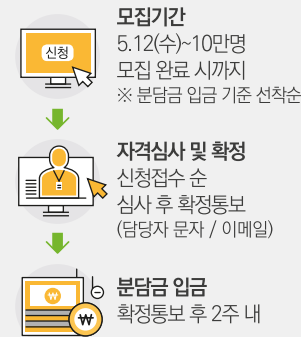 모집기간
신청
5.12(수)~10만명
모집 완료 시까지
※ 분담금 입금 기준 선착순
자격심사 및 확정
신청접수 순
심사 후 확정통보
(담당자 문자 / 이메일)
분담금 입금
확정통보 후 2주 내
₩
₩